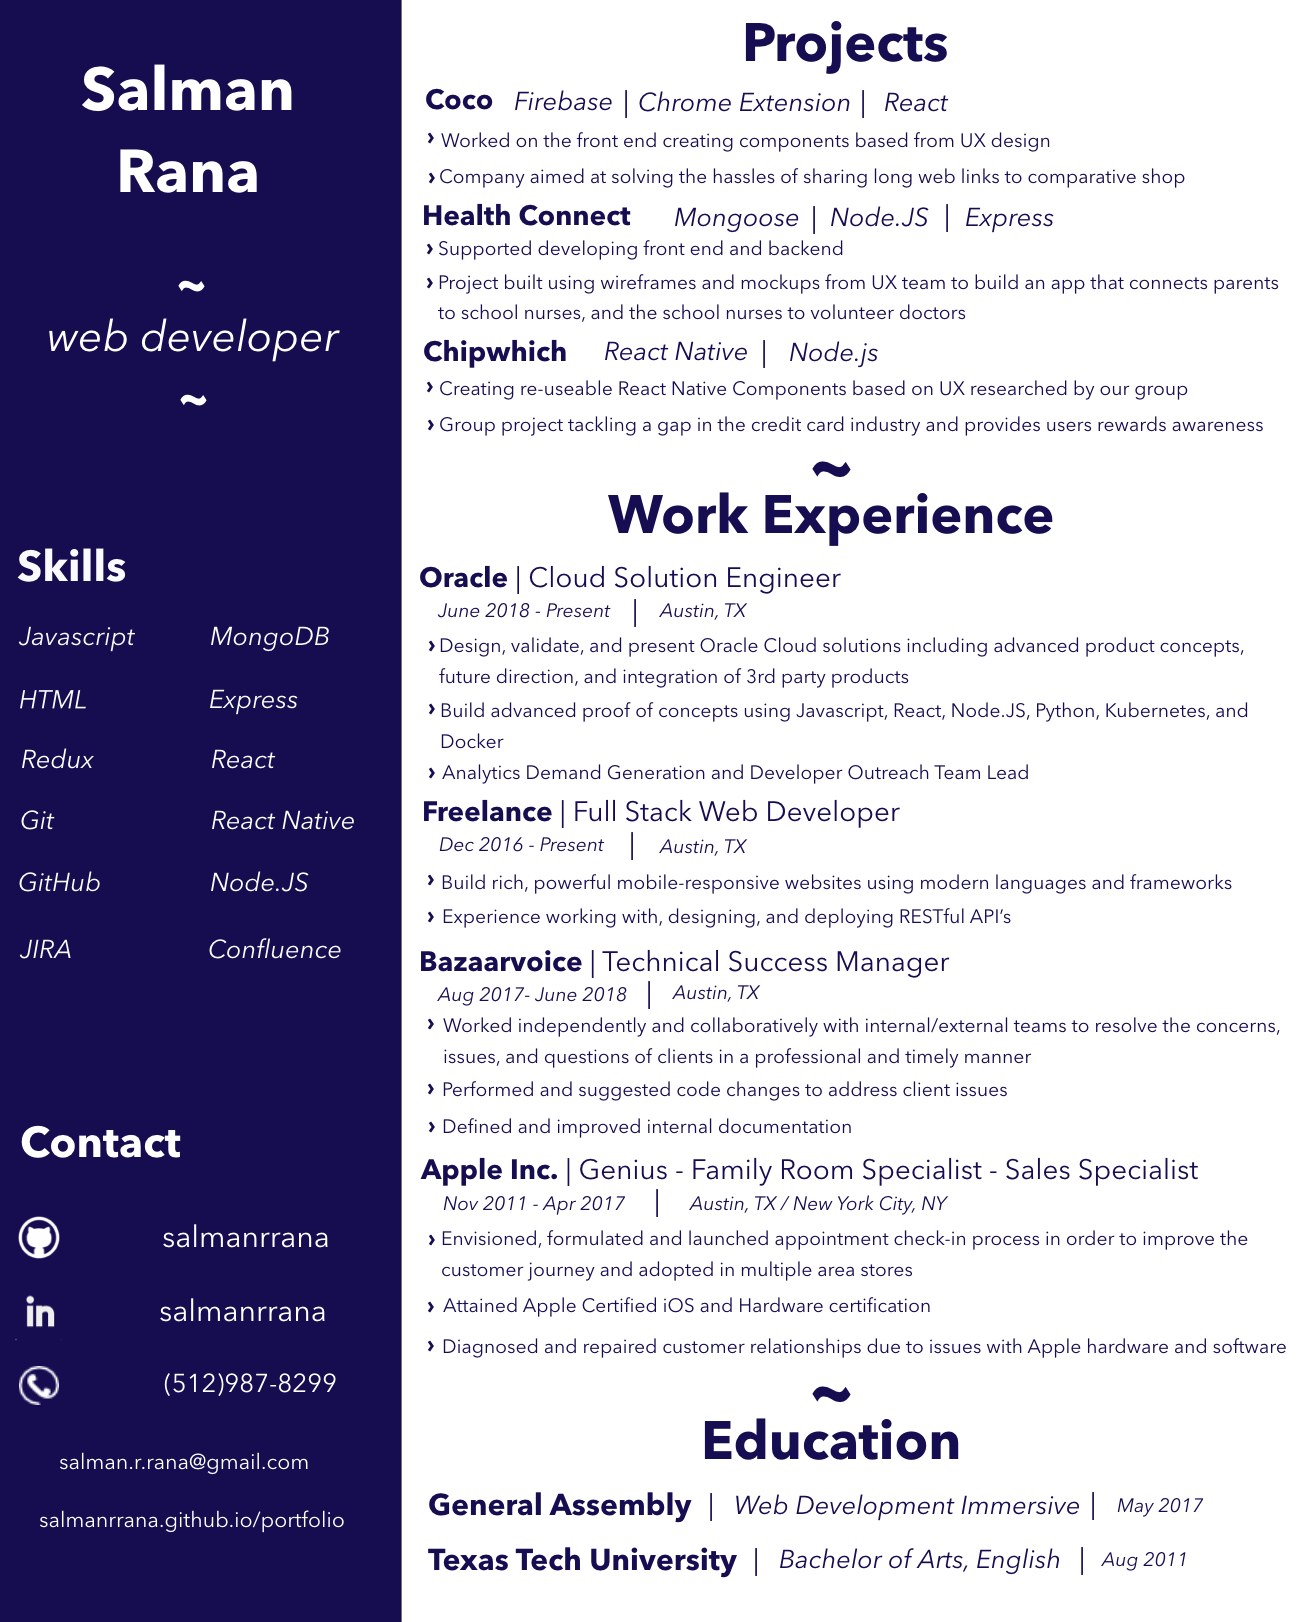 Salman
Rana
~
web developer
~
Skills
Javascript MongoDB
HTML Express
Redux React
Git React Native
GitHub Node.JS
JIRA Confluence
Contact
salmanrrana
in salmanrrana
(512)987-8299
salman.r.rana@gmail.com
salmanrrana.github.io/portfolio
Projects
Coco Firebase | Chrome Extension | React
› Worked on the front end creating components based from UX design
› Company aimed at solving the hassles of sharing long web links to comparative shop
Health Connect Mongoose | Node.JS | Express
› Supported developing front end and backend
› Project built using wireframes and mockups from UX team to build an app that connects parents
to school nurses, and the school nurses to volunteer doctors
Chipwhich React Native | Node.js
› Creating re-useable React Native Components based on UX researched by our group
› Group project tackling a gap in the credit card industry and provides users rewards awareness
~
Work Experience
Oracle | Cloud Solution Engineer
June 2018 - Present | Austin, TX
› Design, validate, and present Oracle Cloud solutions including advanced product concepts,
future direction, and integration of 3rd party products
› Build advanced proof of concepts using Javascript, React, Node.JS, Python, Kubernetes, and
Docker
› Analytics Demand Generation and Developer Outreach Team Lead
Freelance | Full Stack Web Developer
Dec 2016 - Present | Austin, TX
› Build rich, powerful mobile-responsive websites using modern languages and frameworks
› Experience working with, designing, and deploying RESTful API’s
Bazaarvoice | Technical Success Manager
Aug 2017- June 2018 | Austin, TX
› Worked independently and collaboratively with internal/external teams to resolve the concerns,
issues, and questions of clients in a professional and timely manner
› Performed and suggested code changes to address client issues
› Defined and improved internal documentation
Apple Inc. | Genius - Family Room Specialist - Sales Specialist
Nov 2011 - Apr 2017 | Austin, TX / New York City, NY
› Envisioned, formulated and launched appointment check-in process in order to improve the
customer journey and adopted in multiple area stores
› Attained Apple Certified iOS and Hardware certification
› Diagnosed and repaired customer relationships due to issues with Apple hardware and software
~
Education
General Assembly | Web Development Immersive | May 2017
Texas Tech University | Bachelor of Arts, English | Aug 2011